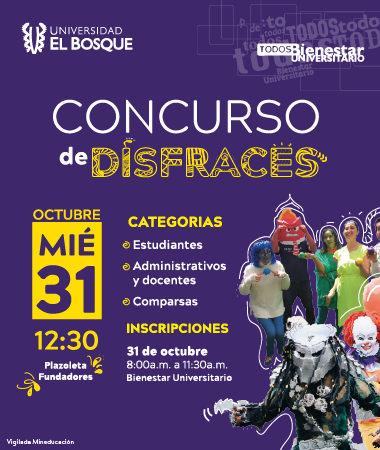 UNIVERSIDAD
EL BOSQUE
TODOS Bienestar
UNIVERSITARIO
CONCURSO
de DISFRACES
OCTUBRE
MIÉ
31
12:30
Plazoleta
Fundadores
CATEGORIAS
Estudiantes
Administrativos
y docentes
Comparsas
INSCRIPCIONES
31 de octubre
8:00a.m. a 11:30a.m.
Bienestar Universitario
Vigilada Mineducación